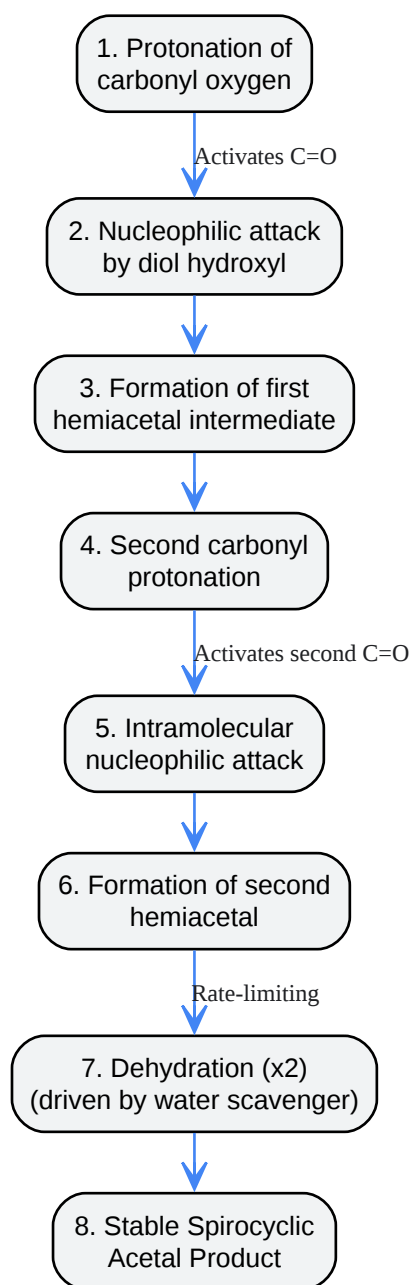 1. Protonation of
carbonyl oxygen
Activates C=O
2. Nucleophilic attack
by diol hydroxyl
3. Formation of first
hemiacetal intermediate
4. Second carbonyl
protonation
Activates second C=O
5. Intramolecular
nucleophilic attack
6. Formation of second
hemiacetal
Rate-limiting
7. Dehydration (x2)
(driven by water scavenger)
8. Stable Spirocyclic
Acetal Product